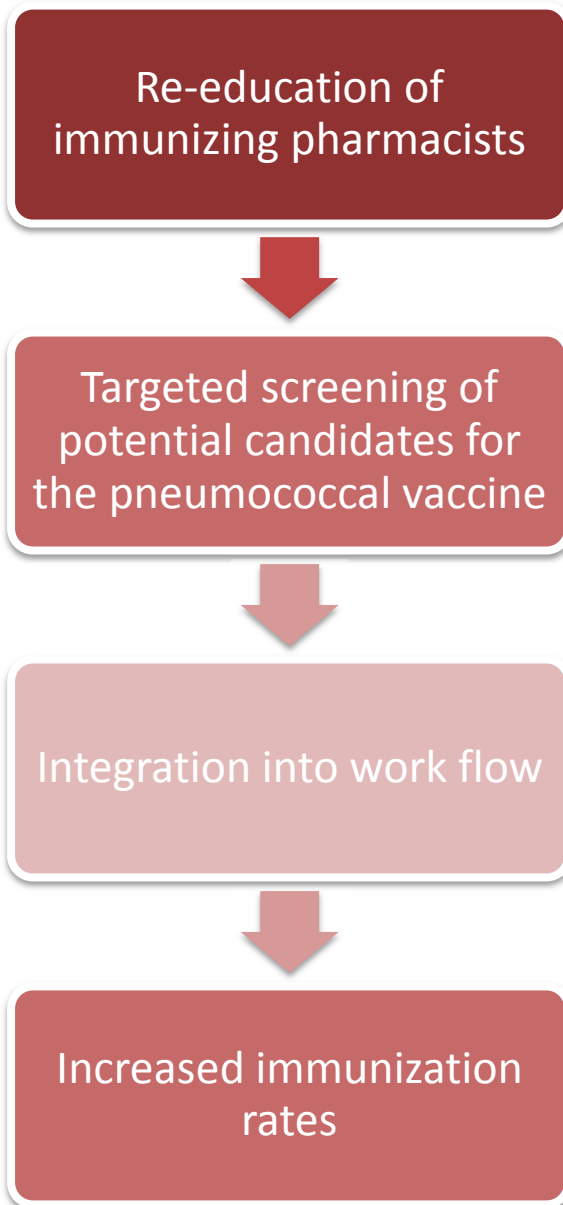 Re-education of
immunizing pharmacists
Targeted screening of
potential candidates for
the pneumococcal vaccine
Integration into work flow
Increased immunization
rates